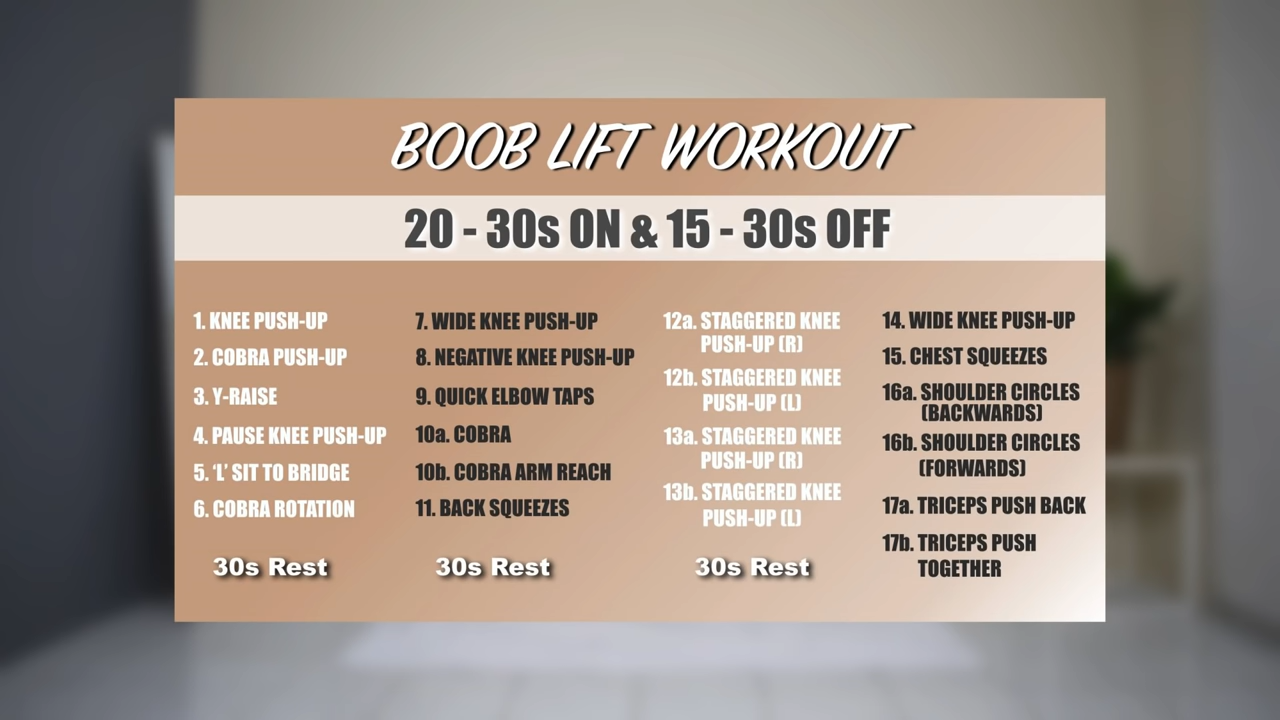 BOOB LIFT WORKOUT
20 - 30s ON & 15 - 30s OFF
1. KNEE PUSH-UP
2. COBRA PUSH-UP
3. Y-RAISE
4. PAUSE KNEE PUSH-UP
5. ‘L’ SIT TO BRIDGE
6. COBRA ROTATION
30s Rest
7. WIDE KNEE PUSH-UP
8. NEGATIVE KNEE PUSH-UP
9. QUICK ELBOW TAPS
10a. COBRA
10b. COBRA ARM REACH
11. BACK SQUEEZES
30s Rest
12a. STAGGERED KNEE
PUSH-UP (R)
12b. STAGGERED KNEE
PUSH-UP (L)
13a. STAGGERED KNEE
PUSH-UP (R)
13b. STAGGERED KNEE
PUSH-UP (L)
30s Rest
14. WIDE KNEE PUSH-UP
15. CHEST SQUEEZES
16a. SHOULDER CIRCLES
(BACKWARDS)
16b. SHOULDER CIRCLES
(FORWARDS)
17a. TRICEPS PUSH BACK
17b. TRICEPS PUSH
TOGETHER